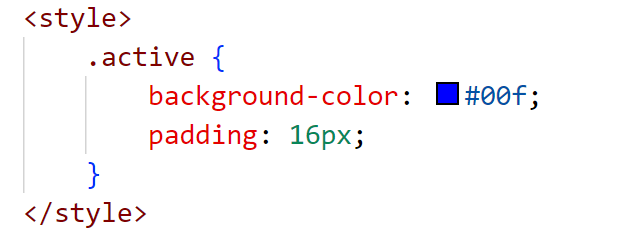 <style>
.active {
background-color: #00f;
padding: 16px;
}
</style>